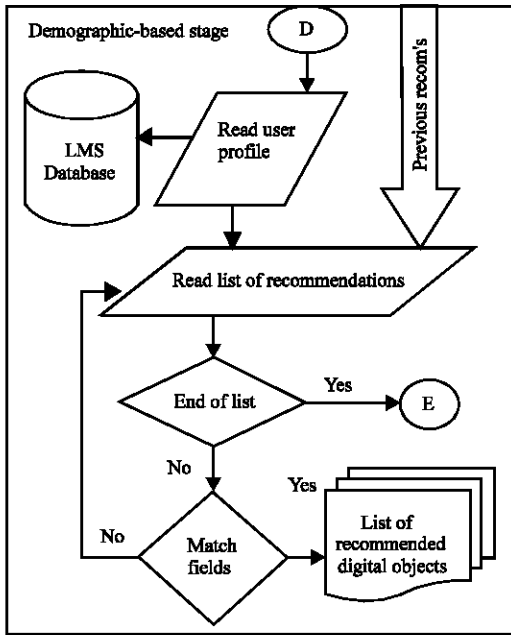 Demographic-based stage
D
Previous recom's
Read user
profile
LMS
Database
Read list of recommendations
End of list
Yes
E
No
No
Match
fields
Yes
List of
recommended
digital objects